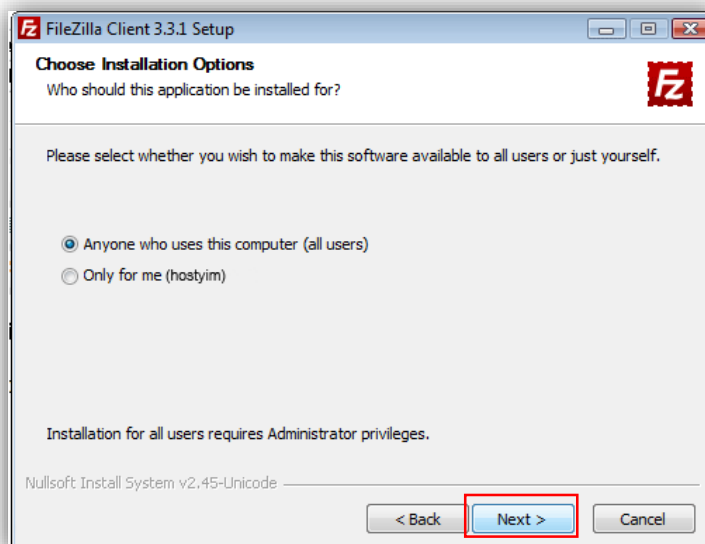 FileZilla Client 3.3.1 Setup
Choose Installation Options
Who should this application be installed for?
Fz
Please select whether you wish to make this software available to all users or just yourself.
Anyone who uses this computer (all users)
Only for me (hostyim)
Installation for all users requires Administrator privileges.
Nullsoft Install System v2.45-Unicode
< Back
Next >
Cancel